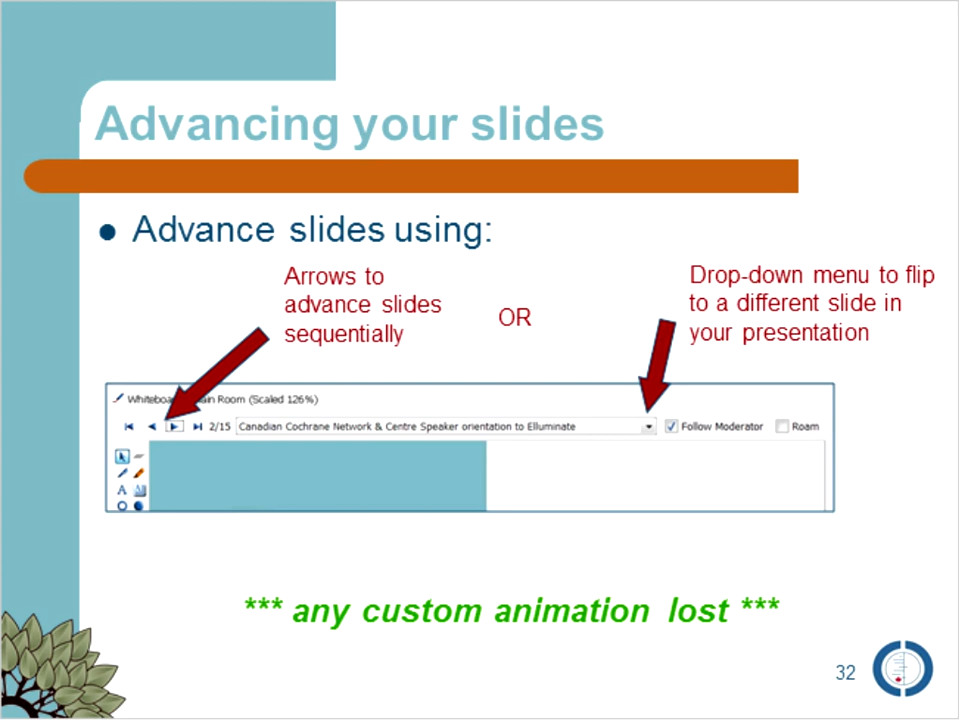 Advancing your slides
Advance slides using:
Arrows to
advance slides
sequentially
OR
Drop-down menu to flip
to a different slide in
your presentation
Room (Scaled 126%)
2/15 Canadian Cochrane Network & Centre Speaker orientation to Elluminate
Follow Moderator
Roam
A
*** any custom animation lost ***
32